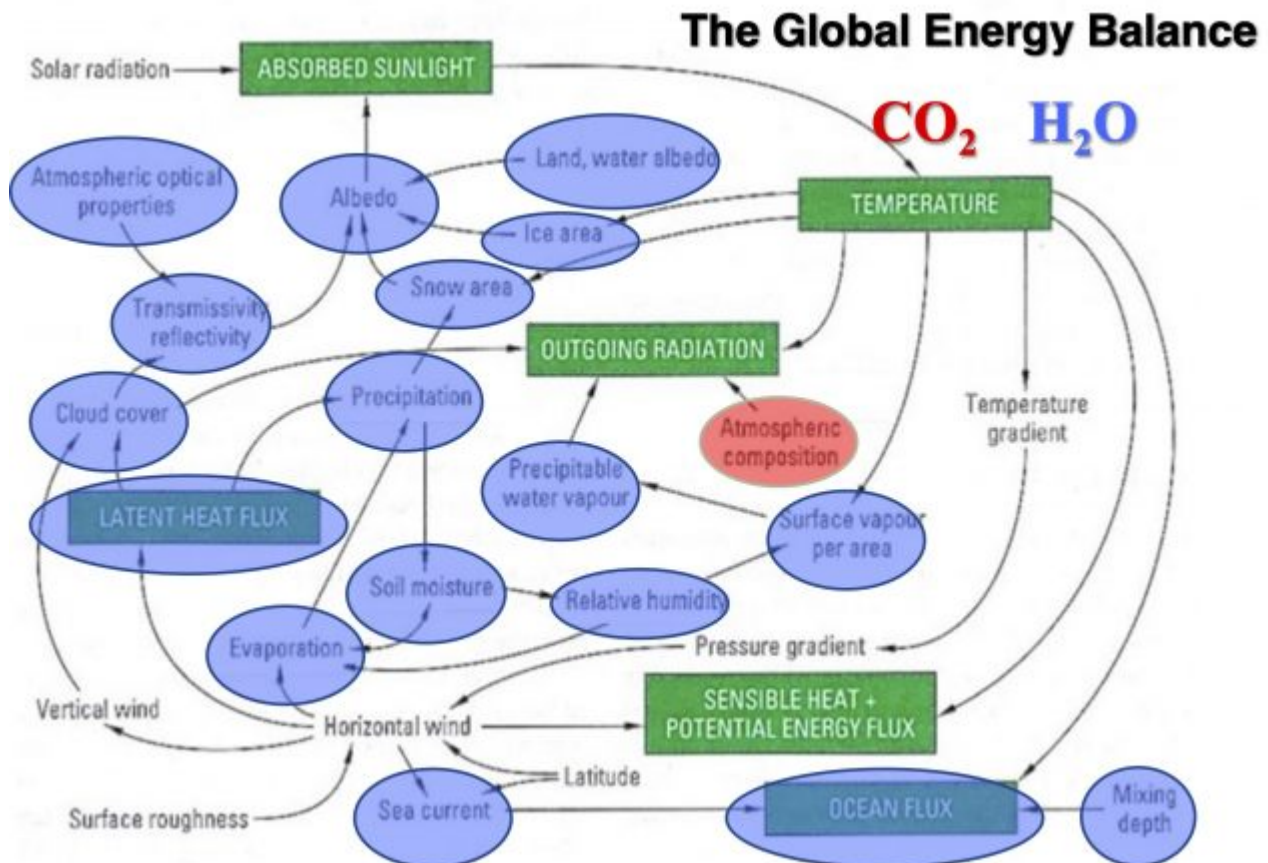 The Global Energy Balance
Solar radiation
ABSORBED SUNLIGHT
CO₂ H₂O
Atmospheric optical
properties
Albedo
Land, water albedo
TEMPERATURE
Ice area
Snow area
Transmissivity
reflectivity
OUTGOING RADIATION
Cloud cover
Precipitation
Temperature
gradient
Atmospheric
composition
Precipitable
water vapour
LATENT HEAT FLUX
Surface vapour
per area
Soil moisture
Relative humidity
Evaporation
Pressure gradient
SENSIBLE HEAT +
POTENTIAL ENERGY FLUX
Vertical wind
Horizontal wind
Latitude
Surface roughness
Sea current
OCEAN FLUX
Mixing
depth